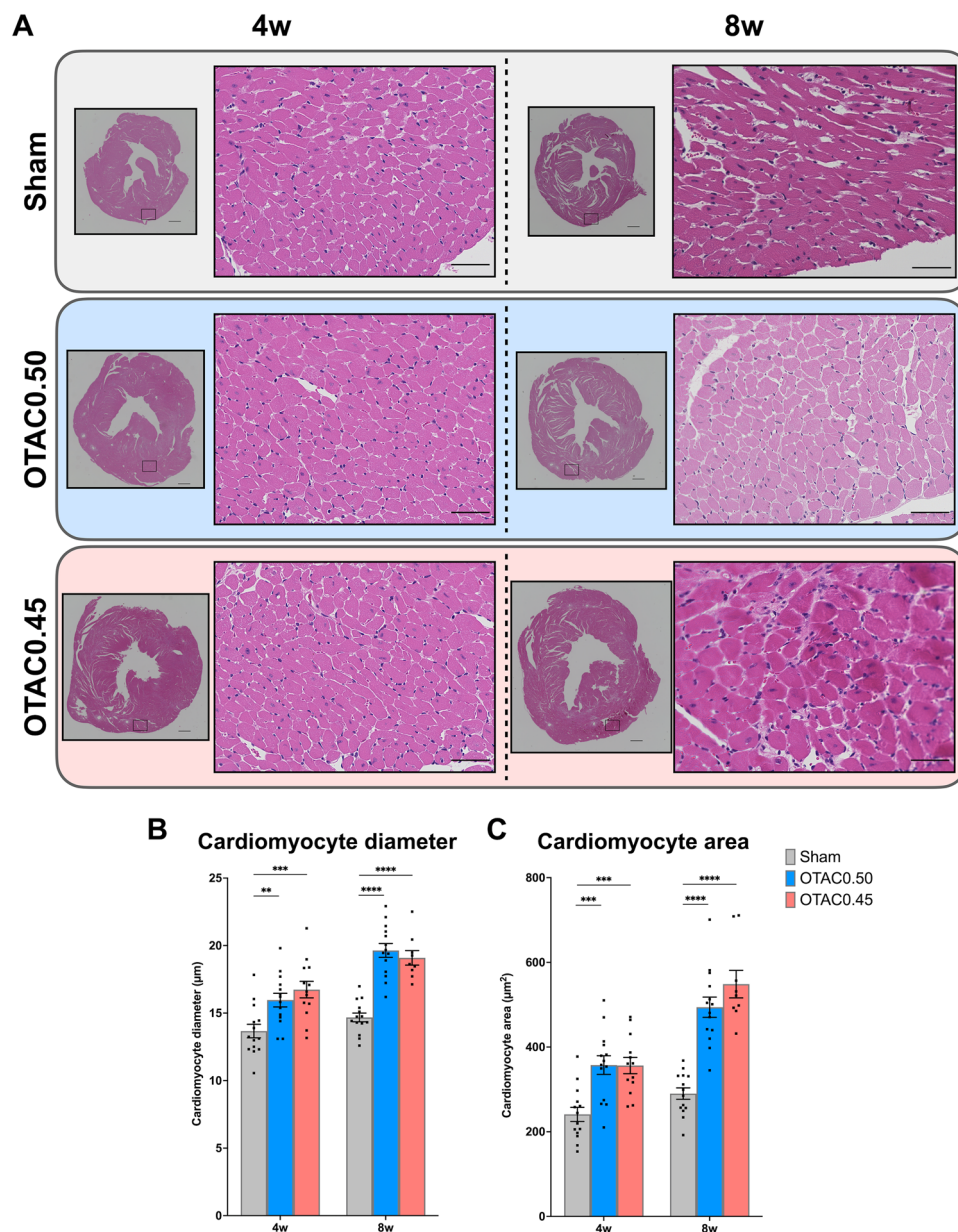 A
4w 8w
Sham
OTAC0.50
OTAC0.45
B Cardiomyocyte diameter
C Cardiomyocyte area
Sham
OTAC0.50
OTAC0.45
Cardiomyocyte diameter (µm)
25
20
15
10
5
0
** *** **** ****
4w 8w
Cardiomyocyte area (µm²)
800
600
400
200
0
*** *** **** ****
4w 8w